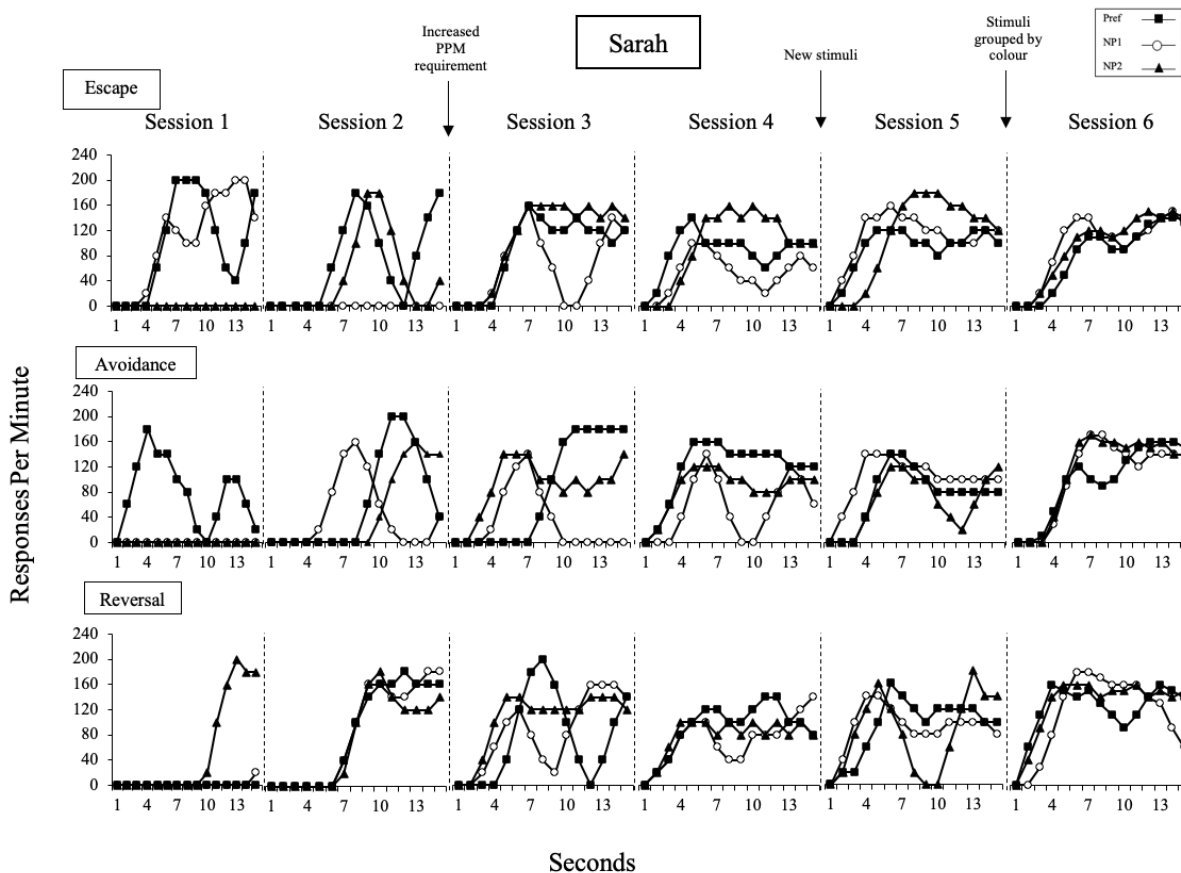 Sarah
Increased
PPM
requirement
New stimuli
Stimuli
grouped by
colour
Pref
NP1
NP2
Escape
Session 1 Session 2 Session 3 Session 4 Session 5 Session 6
240
200
160
120
80
40
0
1 4 7 10 13 1 4 7 10 13 1 4 7 10 13 1 4 7 10 13 1 4 7 10 13 1 4 7 10 13
Avoidance
240
200
160
120
80
40
0
1 4 7 10 13 1 4 7 10 13 1 4 7 10 13 1 4 7 10 13 1 4 7 10 13 1 4 7 10 13
Reversal
240
200
160
120
80
40
0
1 4 7 10 13 1 4 7 10 13 1 4 7 10 13 1 4 7 10 13 1 4 7 10 13 1 4 7 10 13
Responses Per Minute
Seconds